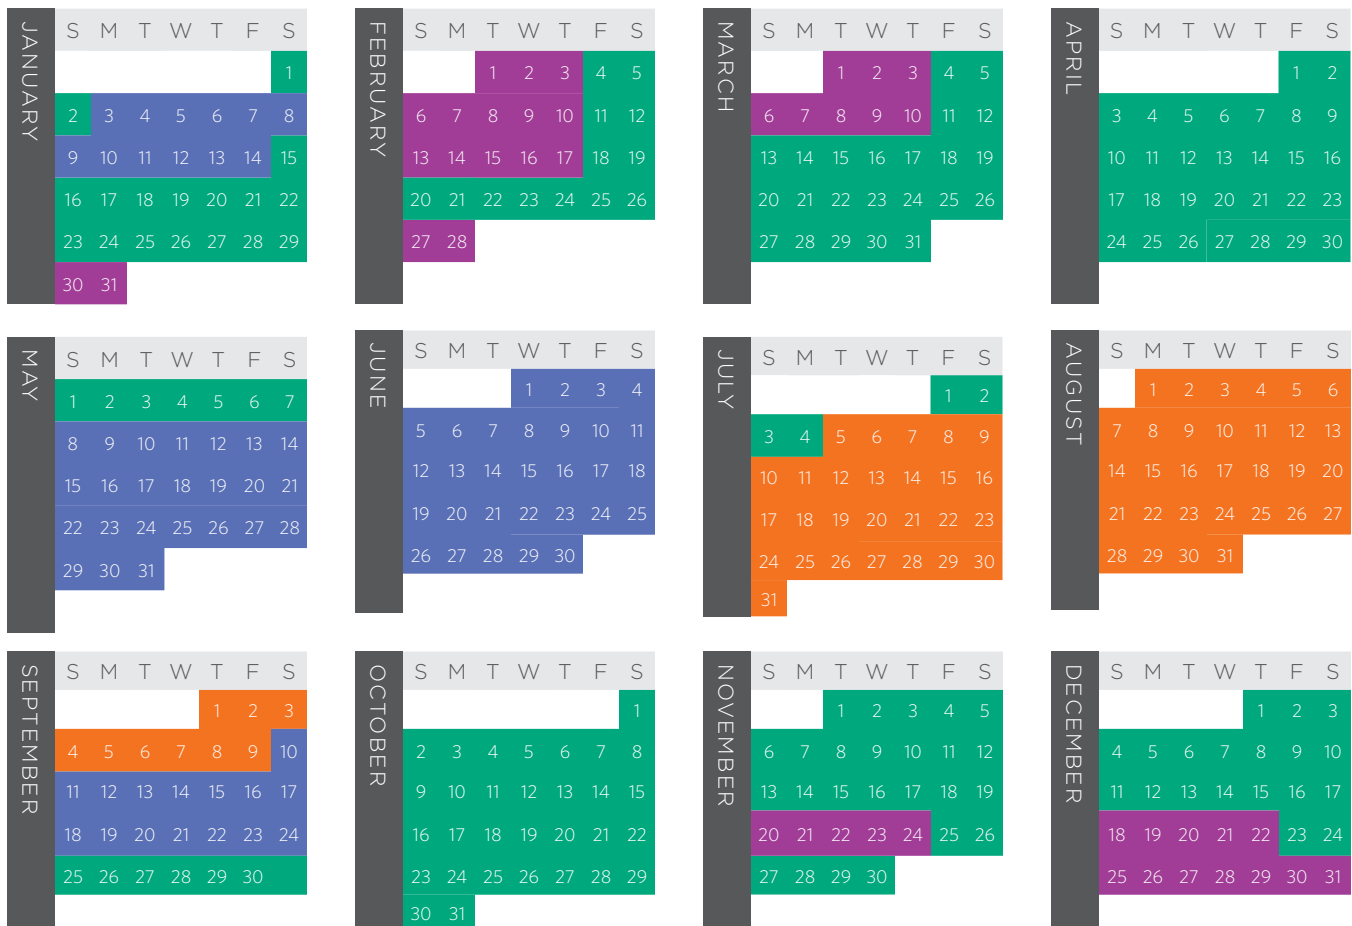 JANUARY
S M T W T F S
1
2 3 4 5 6 7 8
9 10 11 12 13 14 15
16 17 18 19 20 21 22
23 24 25 26 27 28 29
30 31
FEBRUARY
S M T W T F S
1 2 3 4 5
6 7 8 9 10 11 12
13 14 15 16 17 18 19
20 21 22 23 24 25 26
27 28
MARCH
S M T W T F S
1 2 3 4 5
6 7 8 9 10 11 12
13 14 15 16 17 18 19
20 21 22 23 24 25 26
27 28 29 30 31
APRIL
S M T W T F S
1 2
3 4 5 6 7 8 9
10 11 12 13 14 15 16
17 18 19 20 21 22 23
24 25 26 27 28 29 30
MAY
S M T W T F S
1 2 3 4 5 6 7
8 9 10 11 12 13 14
15 16 17 18 19 20 21
22 23 24 25 26 27 28
29 30 31
JUNE
S M T W T F S
1 2 3 4
5 6 7 8 9 10 11
12 13 14 15 16 17 18
19 20 21 22 23 24 25
26 27 28 29 30
JULY
S M T W T F S
1 2
3 4 5 6 7 8 9
10 11 12 13 14 15 16
17 18 19 20 21 22 23
24 25 26 27 28 29 30
31
AUGUST
S M T W T F S
1 2 3 4 5 6
7 8 9 10 11 12 13
14 15 16 17 18 19 20
21 22 23 24 25 26 27
28 29 30 31
SEPTEMBER
S M T W T F S
1 2 3
4 5 6 7 8 9 10
11 12 13 14 15 16 17
18 19 20 21 22 23 24
25 26 27 28 29 30
OCTOBER
S M T W T F S
1
2 3 4 5 6 7 8
9 10 11 12 13 14 15
16 17 18 19 20 21 22
23 24 25 26 27 28 29
30 31
NOVEMBER
S M T W T F S
1 2 3 4 5
6 7 8 9 10 11 12
13 14 15 16 17 18 19
20 21 22 23 24 25 26
27 28 29 30
DECEMBER
S M T W T F S
1 2 3
4 5 6 7 8 9 10
11 12 13 14 15 16 17
18 19 20 21 22 23 24
25 26 27 28 29 30 31